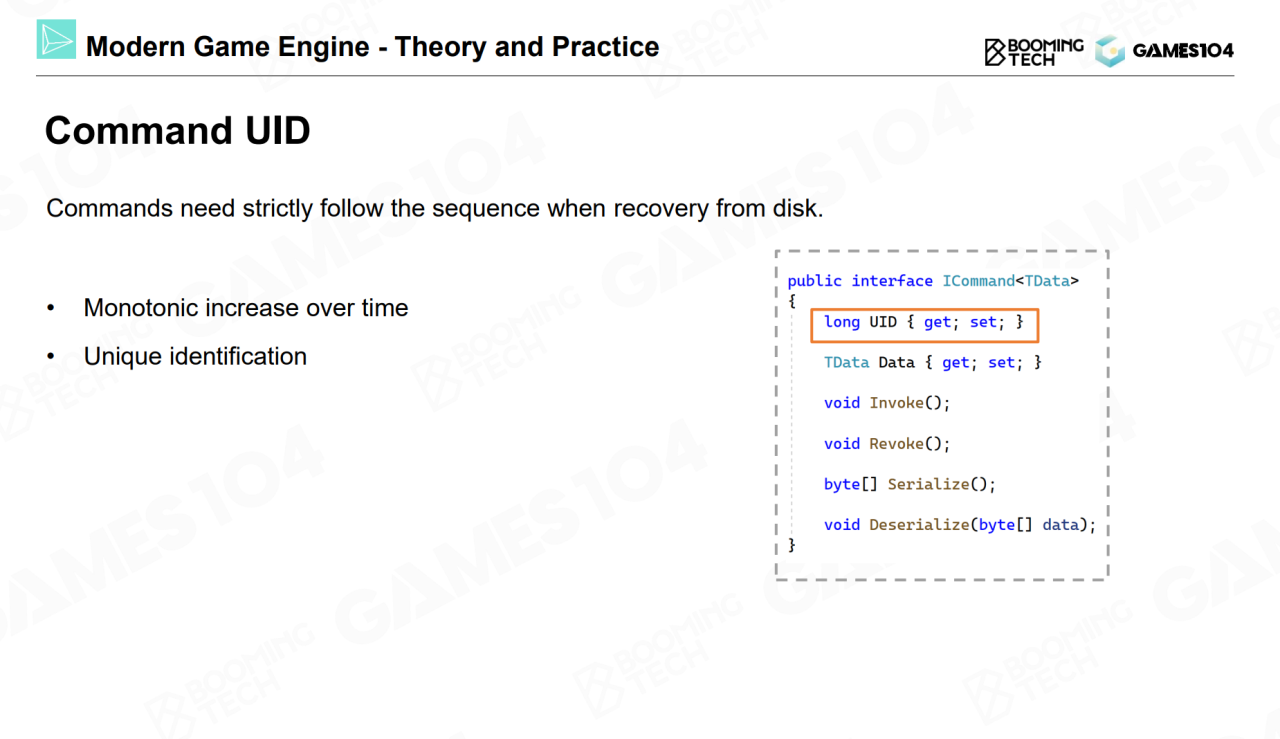 Modern Game Engine - Theory and Practice
BOOMING
TECH
GAMES104
Command UID
Commands need strictly follow the sequence when recovery from disk.
• Monotonic increase over time
• Unique identification
public interface ICommand<TData>
{
long UID { get; set; }
TData Data { get; set; }
void Invoke();
void Revoke();
byte[] Serialize();
void Deserialize(byte[] data);
}